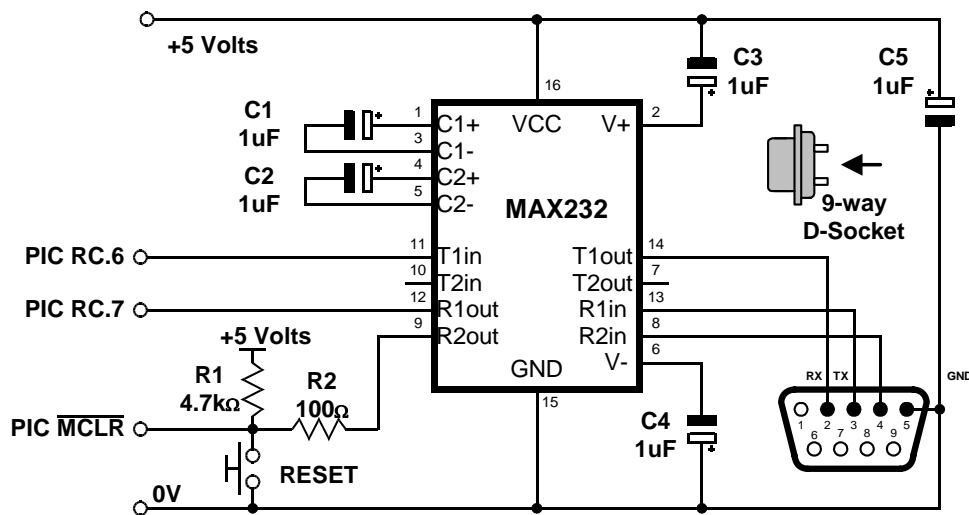 +5 Volts
C1
1uF
C2
1uF
C3
1uF
C5
1uF
+
+
+
+
16
1
3
4
5
2
C1+
VCC
V+
C1-
C2+
C2-
MAX232
9-way
D-Socket
PIC RC.6
11
T1in
T1out
14
10
T2in
T2out
7
PIC RC.7
12
R1out
R1in
13
9
R2out
R2in
8
V-
6
GND
15
+5 Volts
R1
4.7kΩ
R2
100Ω
PIC MCLR
RESET
0V
C4
1uF
+
RX TX
GND
1 2 3 4 5
6 7 8 9